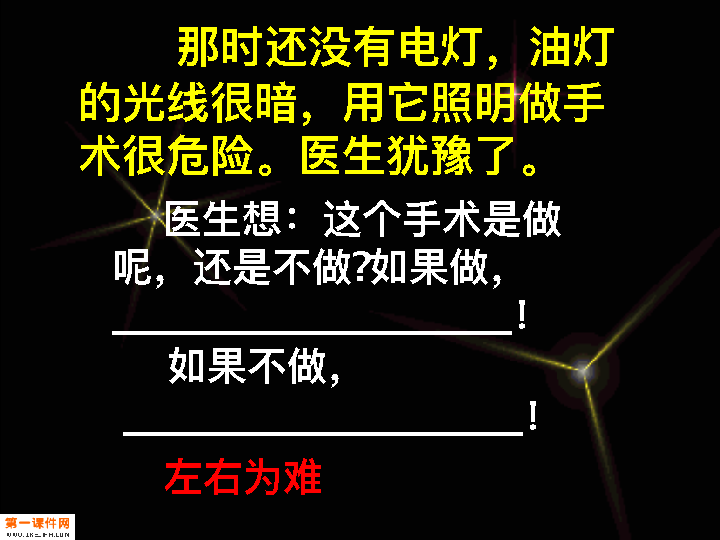 那时还没有电灯，油灯
的光线很暗，用它照明做手
术很危险。医生犹豫了。
医生想：这个手术是做
呢，还是不做?如果做，
____________________！
如果不做，
____________________！
左右为难
第一课件网